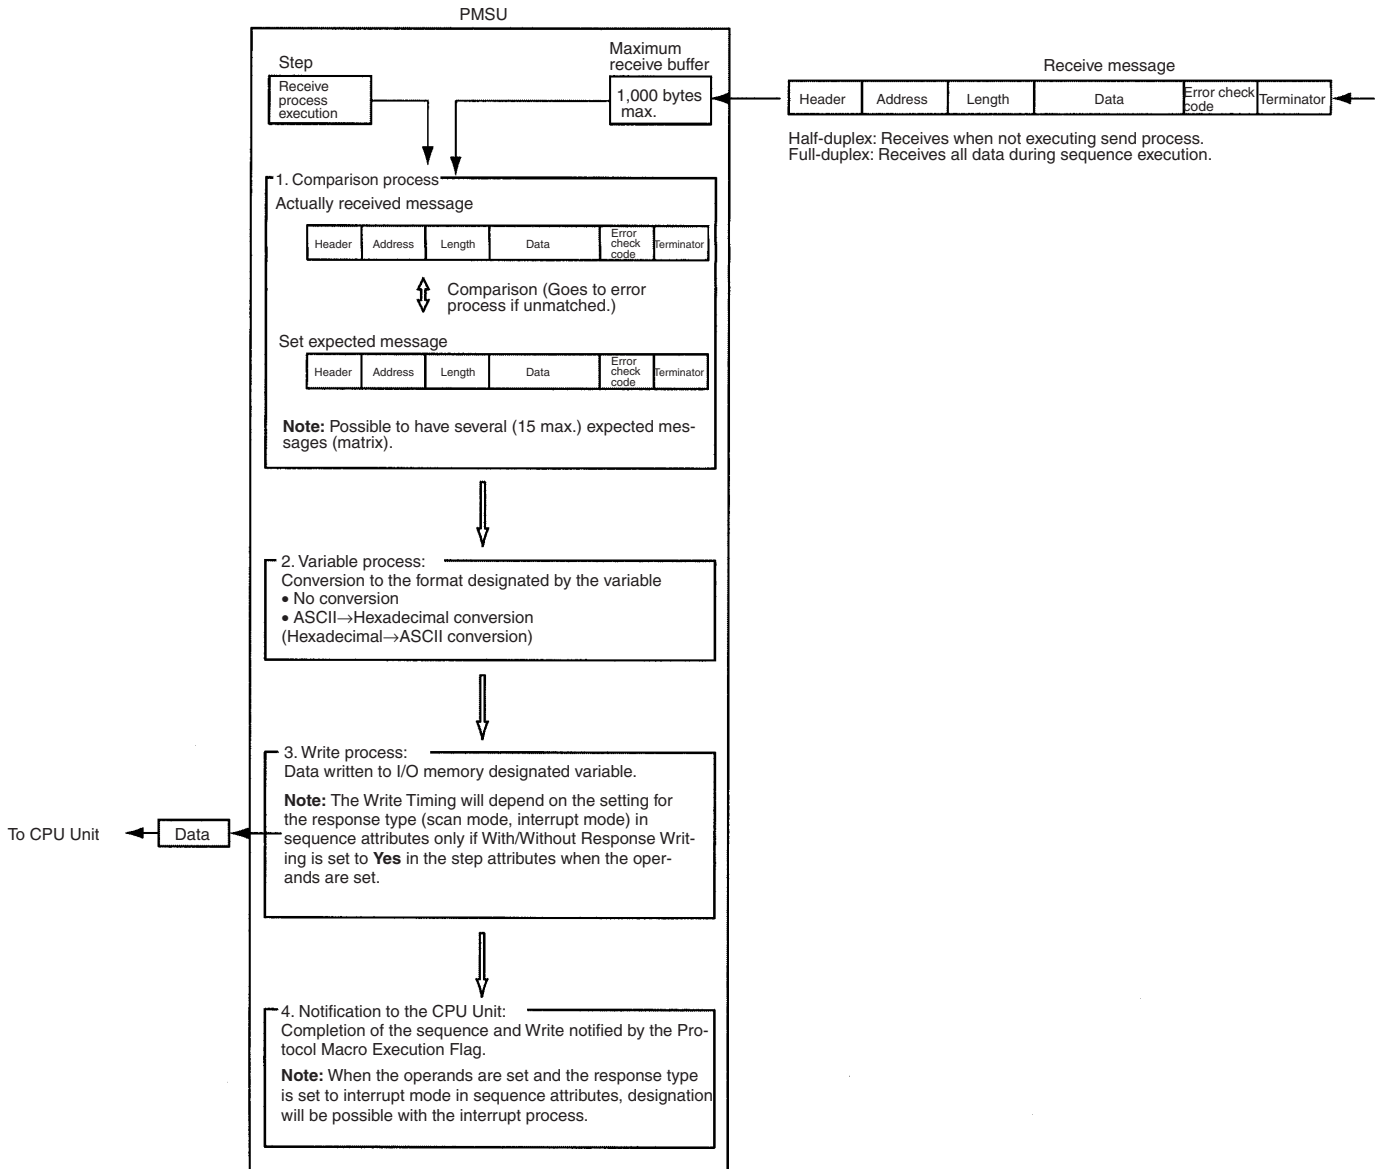 PMSU
Step
Receive
process
execution
Maximum
receive buffer
1,000 bytes
max.
Receive message
Header Address Length Data Error check code Terminator
Half-duplex: Receives when not executing send process.
Full-duplex: Receives all data during sequence execution.
1. Comparison process
Actually received message
Header Address Length Data Error check code Terminator
Comparison (Goes to error
process if unmatched.)
Set expected message
Header Address Length Data Error check code Terminator
Note: Possible to have several (15 max.) expected mes-
sages (matrix).
2. Variable process:
Conversion to the format designated by the variable
• No conversion
• ASCII→Hexadecimal conversion
(Hexadecimal→ASCII conversion)
3. Write process:
Data written to I/O memory designated variable.
Note: The Write Timing will depend on the setting for
the response type (scan mode, interrupt mode) in
sequence attributes only if With/Without Response Writ-
ing is set to Yes in the step attributes when the oper-
ands are set.
To CPU Unit
Data
4. Notification to the CPU Unit:
Completion of the sequence and Write notified by the Pro-
tocol Macro Execution Flag.
Note: When the operands are set and the response type
is set to interrupt mode in sequence attributes, designation
will be possible with the interrupt process.